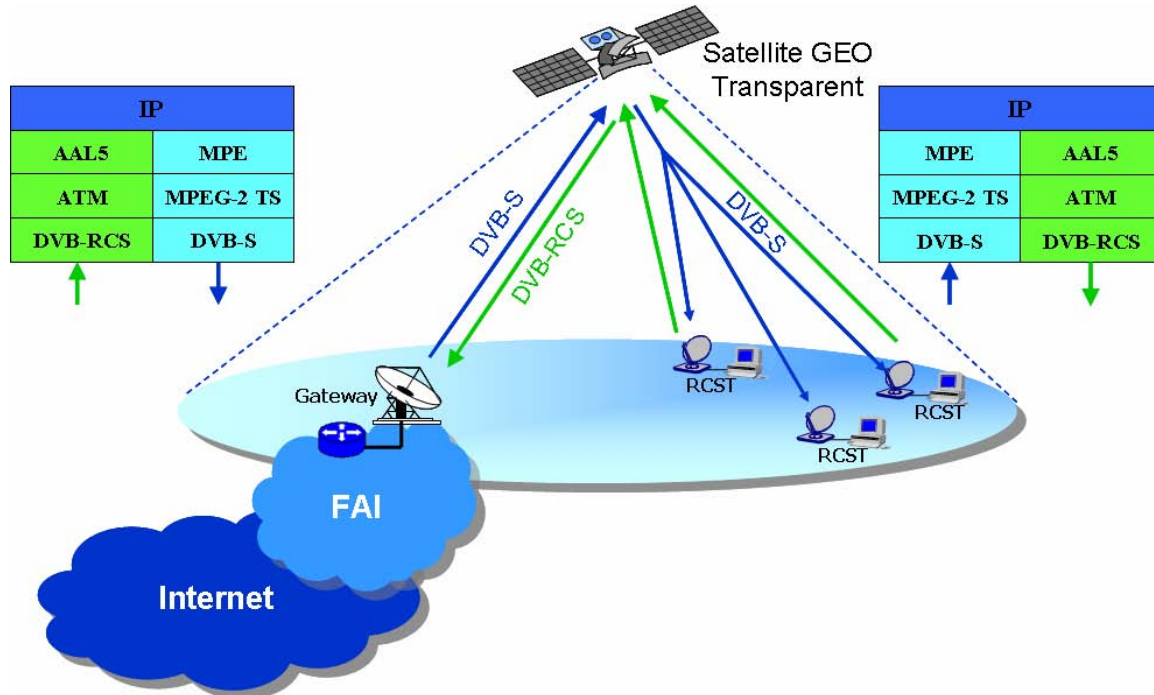 Satellite GEO
Transparent
IP
AAL5 MPE
ATM MPEG-2 TS
DVB-RCS DVB-S
IP
MPE AAL5
MPEG-2 TS ATM
DVB-S DVB-RCS
DVB-S
DVB-RCS
DVB-S
Gateway
RCST
RCST
RCST
FAI
Internet